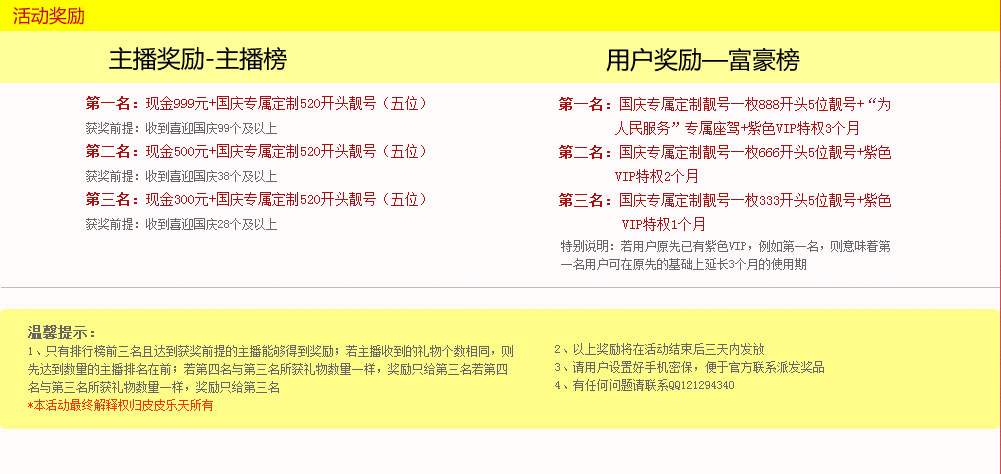 活动奖励
主播奖励-主播榜
第一名：现金999元+国庆专属定制520开头靓号（五位）
获奖前提：收到喜迎国庆99个及以上
第二名：现金500元+国庆专属定制520开头靓号（五位）
获奖前提：收到喜迎国庆38个及以上
第三名：现金300元+国庆专属定制520开头靓号（五位）
获奖前提：收到喜迎国庆28个及以上
用户奖励—富豪榜
第一名：国庆专属定制靓号一枚888开头5位靓号+“为
人民服务”专属座驾+紫色VIP特权3个月
第二名：国庆专属定制靓号一枚666开头5位靓号+紫色
VIP特权2个月
第三名：国庆专属定制靓号一枚333开头5位靓号+紫色
VIP特权1个月
特别说明：若用户原先已有紫色VIP，例如第一名，则意味着第
一名用户可在原先的基础上延长3个月的使用期
温馨提示：
1、只有排行榜前三名且达到获奖前提的主播能够得到奖励；若主播收到的礼物个数相同，则
先达到数量的主播排名在前；若第四名与第三名所获礼物数量一样，奖励只给第三名若第四
名与第三名所获礼物数量一样，奖励只给第三名
*本活动最终解释权归皮皮乐天所有
2、以上奖励将在活动结束后三天内发放
3、请用户设置好手机密保，便于官方联系派发奖品
4、有任何问题请联系QQ121294340